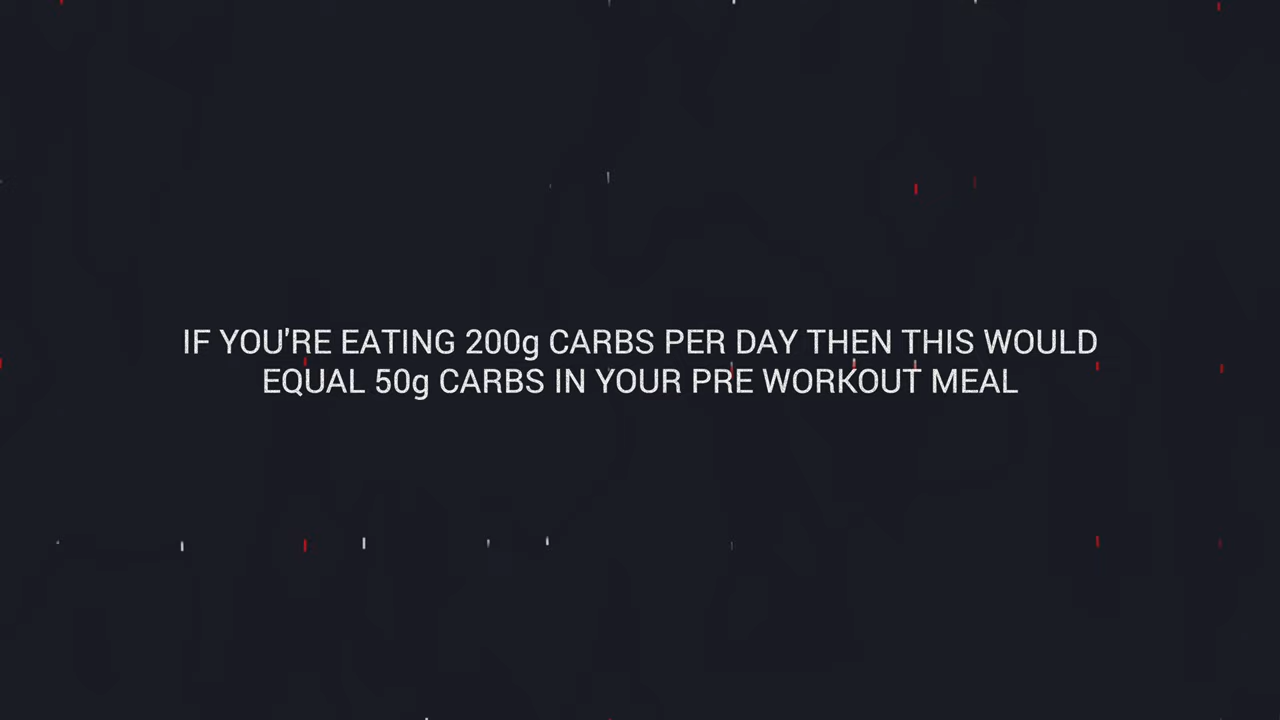 IF YOU'RE EATING 200g CARBS PER DAY THEN THIS WOULD
EQUAL 50g CARBS IN YOUR PRE WORKOUT MEAL